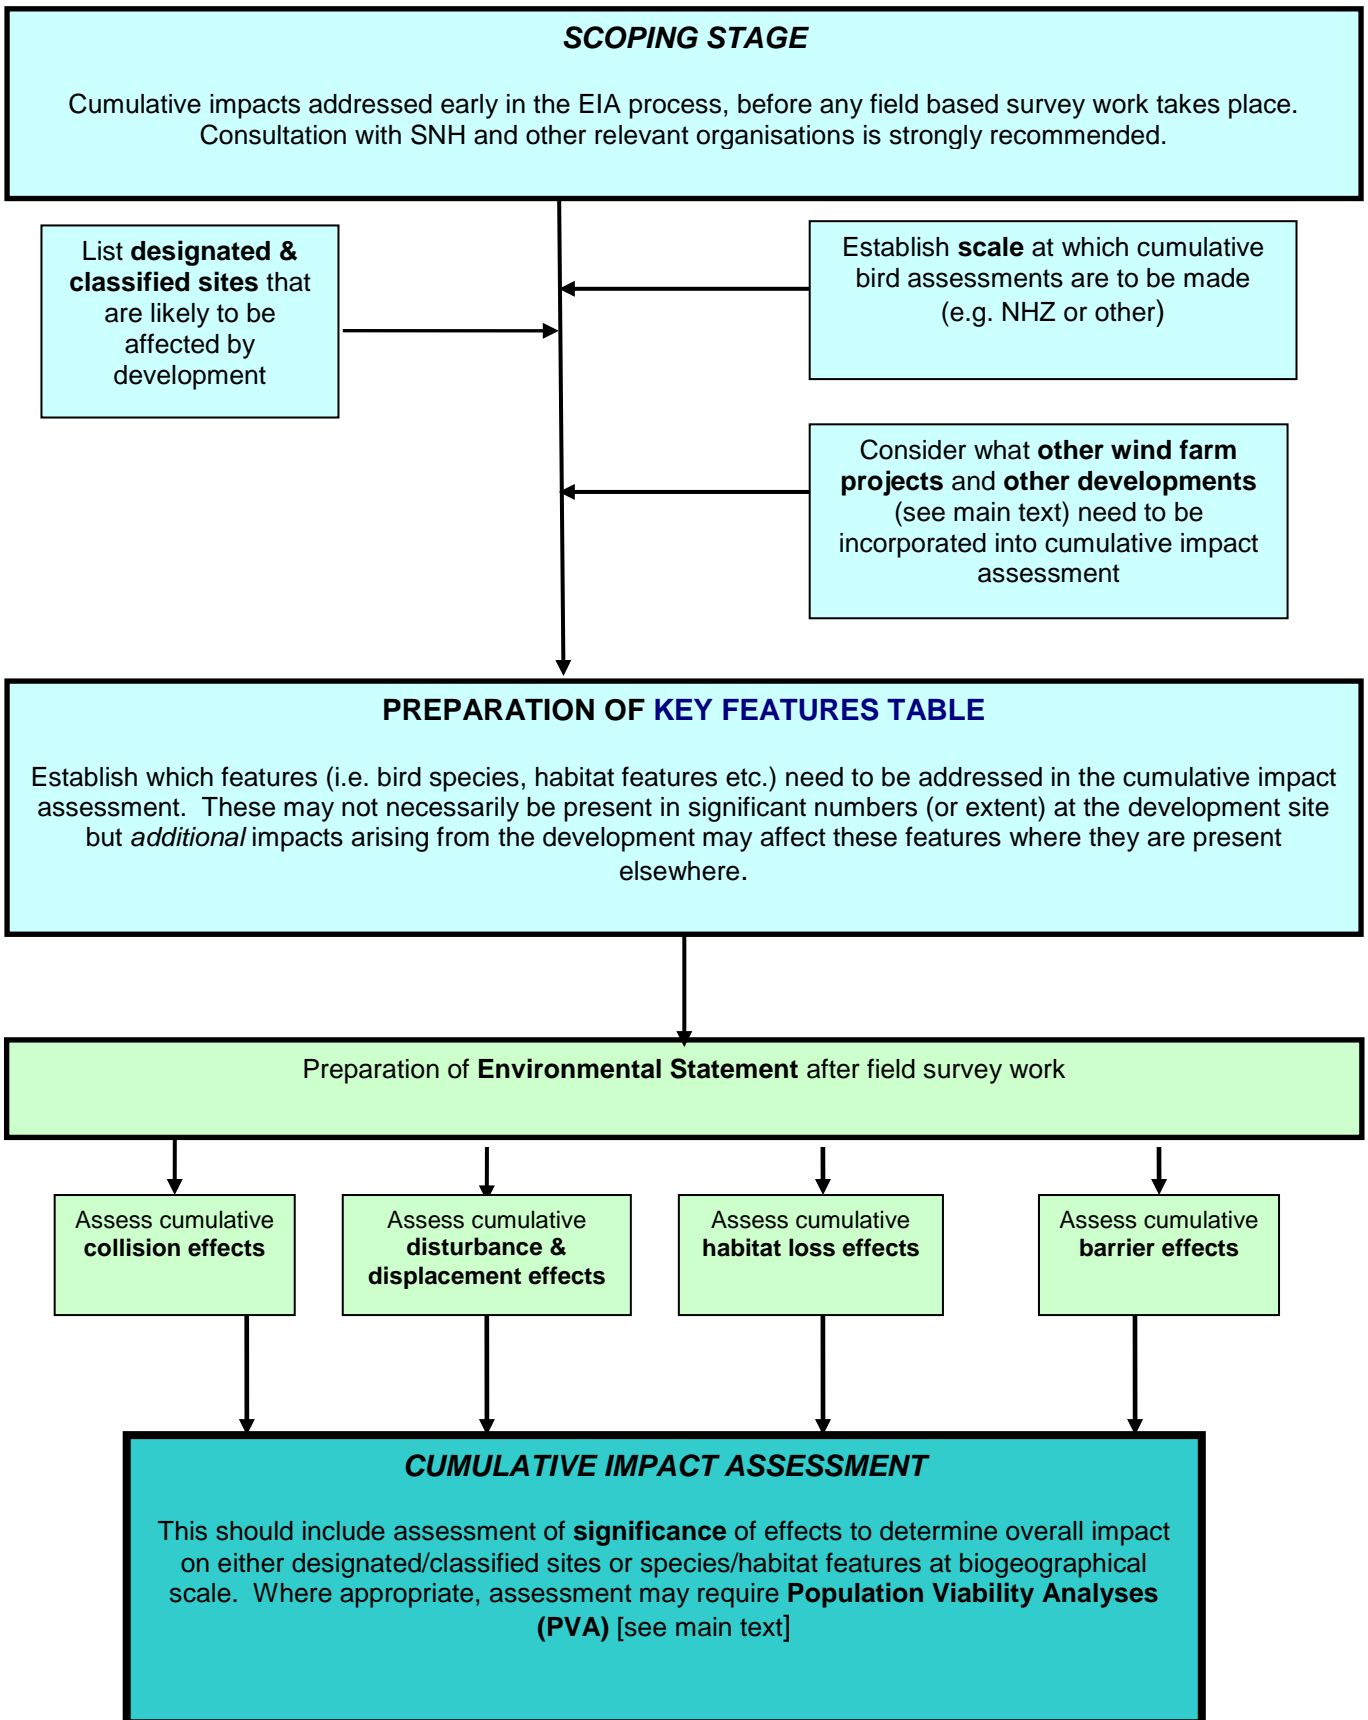 SCOPING STAGE
Cumulative impacts addressed early in the EIA process, before any field based survey work takes place.
Consultation with SNH and other relevant organisations is strongly recommended.
List designated &
classified sites that
are likely to be
affected by
development
Establish scale at which cumulative
bird assessments are to be made
(e.g. NHZ or other)
Consider what other wind farm
projects and other developments
(see main text) need to be
incorporated into cumulative impact
assessment
PREPARATION OF KEY FEATURES TABLE
Establish which features (i.e. bird species, habitat features etc.) need to be addressed in the cumulative impact
assessment.  These may not necessarily be present in significant numbers (or extent) at the development site
but additional impacts arising from the development may affect these features where they are present
elsewhere.
Preparation of Environmental Statement after field survey work
Assess cumulative
collision effects
Assess cumulative
disturbance &
displacement effects
Assess cumulative
habitat loss effects
Assess cumulative
barrier effects
CUMULATIVE IMPACT ASSESSMENT
This should include assessment of significance of effects to determine overall impact
on either designated/classified sites or species/habitat features at biogeographical
scale.  Where appropriate, assessment may require Population Viability Analyses
(PVA) [see main text]